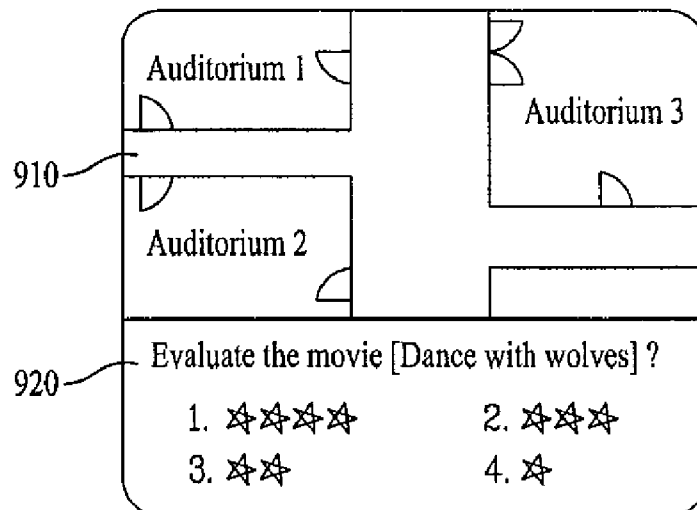 Auditorium 1
Auditorium 3
910
Auditorium 2
920
Evaluate the movie [Dance with wolves] ?
1. ☆☆☆☆ 2. ☆☆☆
3. ☆☆ 4. ☆